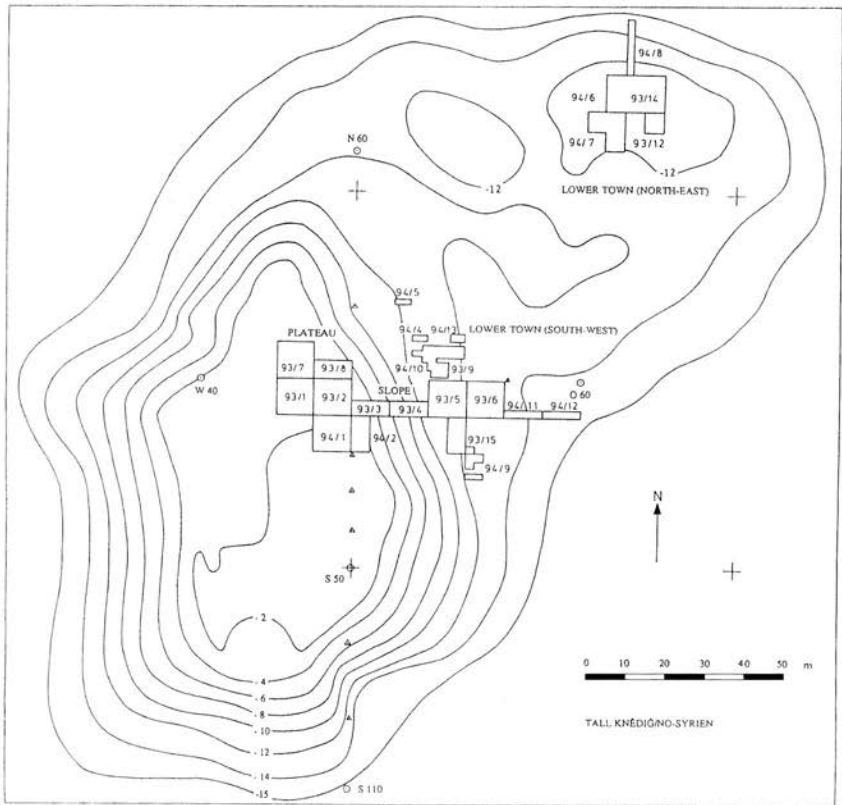 94/8
94/6
93/14
94/7
93/12
-12
LOWER TOWN (NORTH-EAST)
N 60
-12
94/5
94/4
94/13
LOWER TOWN (SOUTH-WEST)
PLATEAU
93/7
93/8
94/10
93/9
W 40
SLOPE
O 60
93/1
93/2
93/3
93/4
93/5
93/6
94/11
94/12
94/1
94/2
93/15
94/9
N
S 50
- 2
- 4
- 6
- 8
- 10
- 12
- 14
-15
S 110
0 10 20 30 40 50 m
TALL KNĒDIǦ/NO-SYRIEN